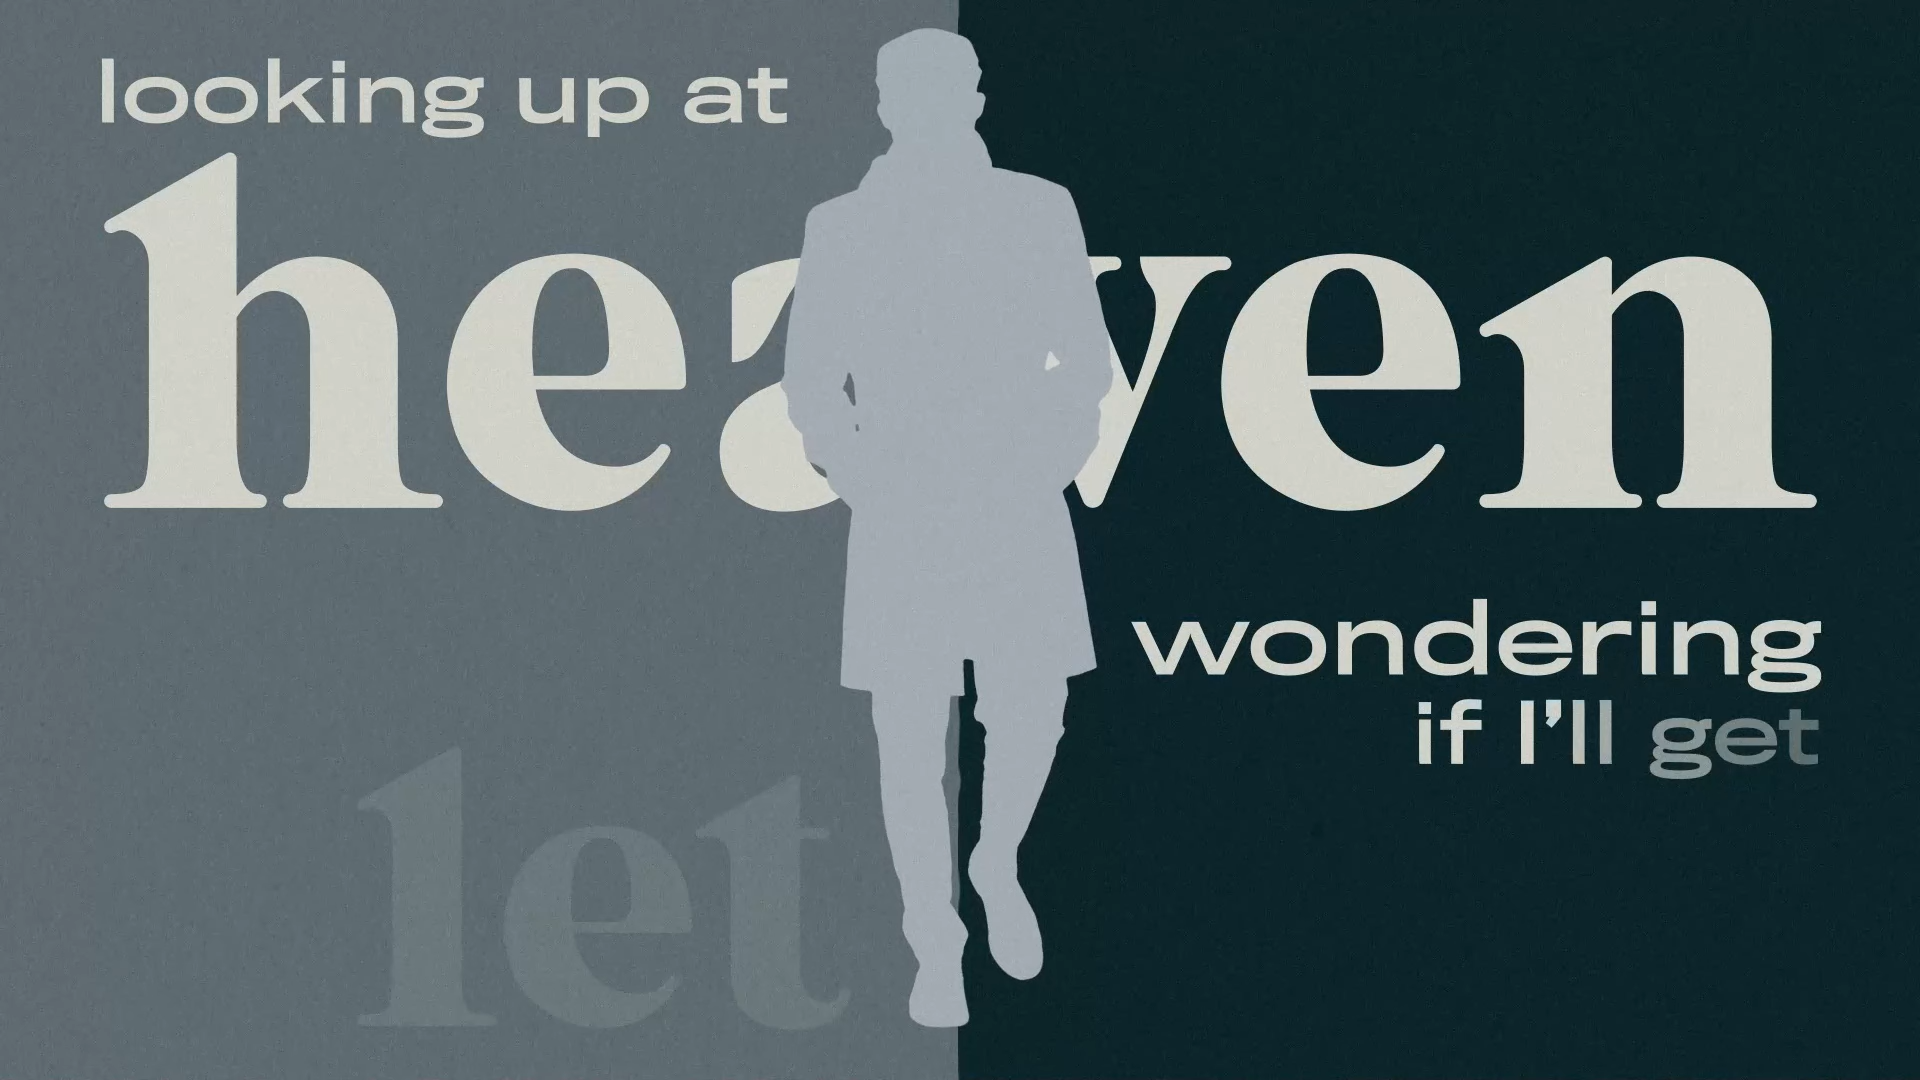 looking up at
heaven
wondering
if I'll get
let